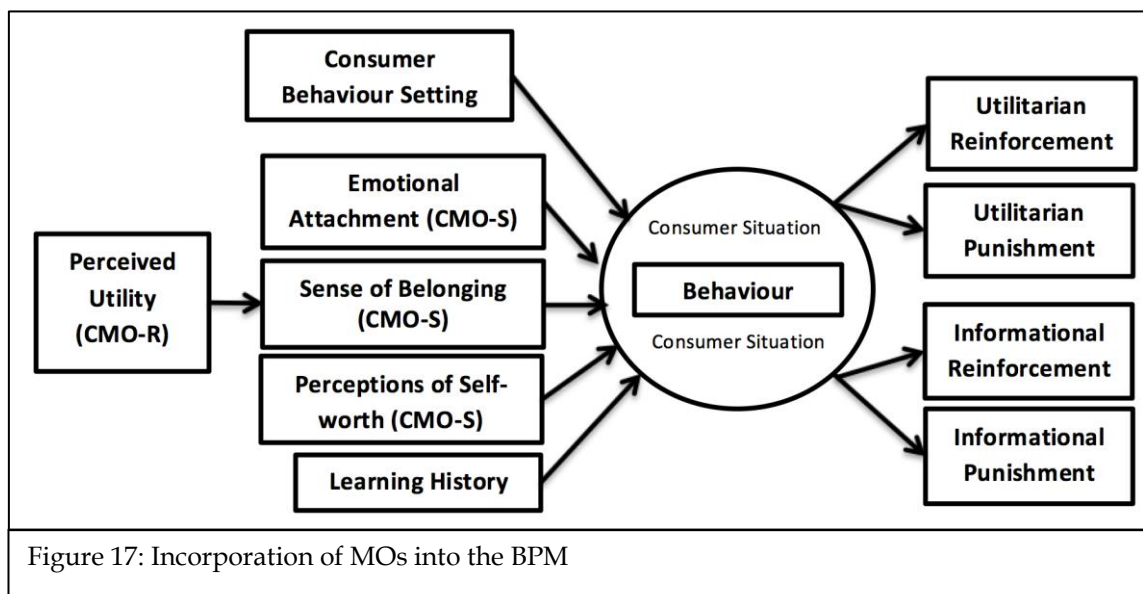 Consumer
Behaviour Setting
Emotional
Attachment (CMO-S)
Perceived
Utility
(CMO-R)
Sense of Belonging
(CMO-S)
Perceptions of Self-
worth (CMO-S)
Learning History
Consumer Situation
Behaviour
Consumer Situation
Utilitarian
Reinforcement
Utilitarian
Punishment
Informational
Reinforcement
Informational
Punishment
Figure 17: Incorporation of MOs into the BPM